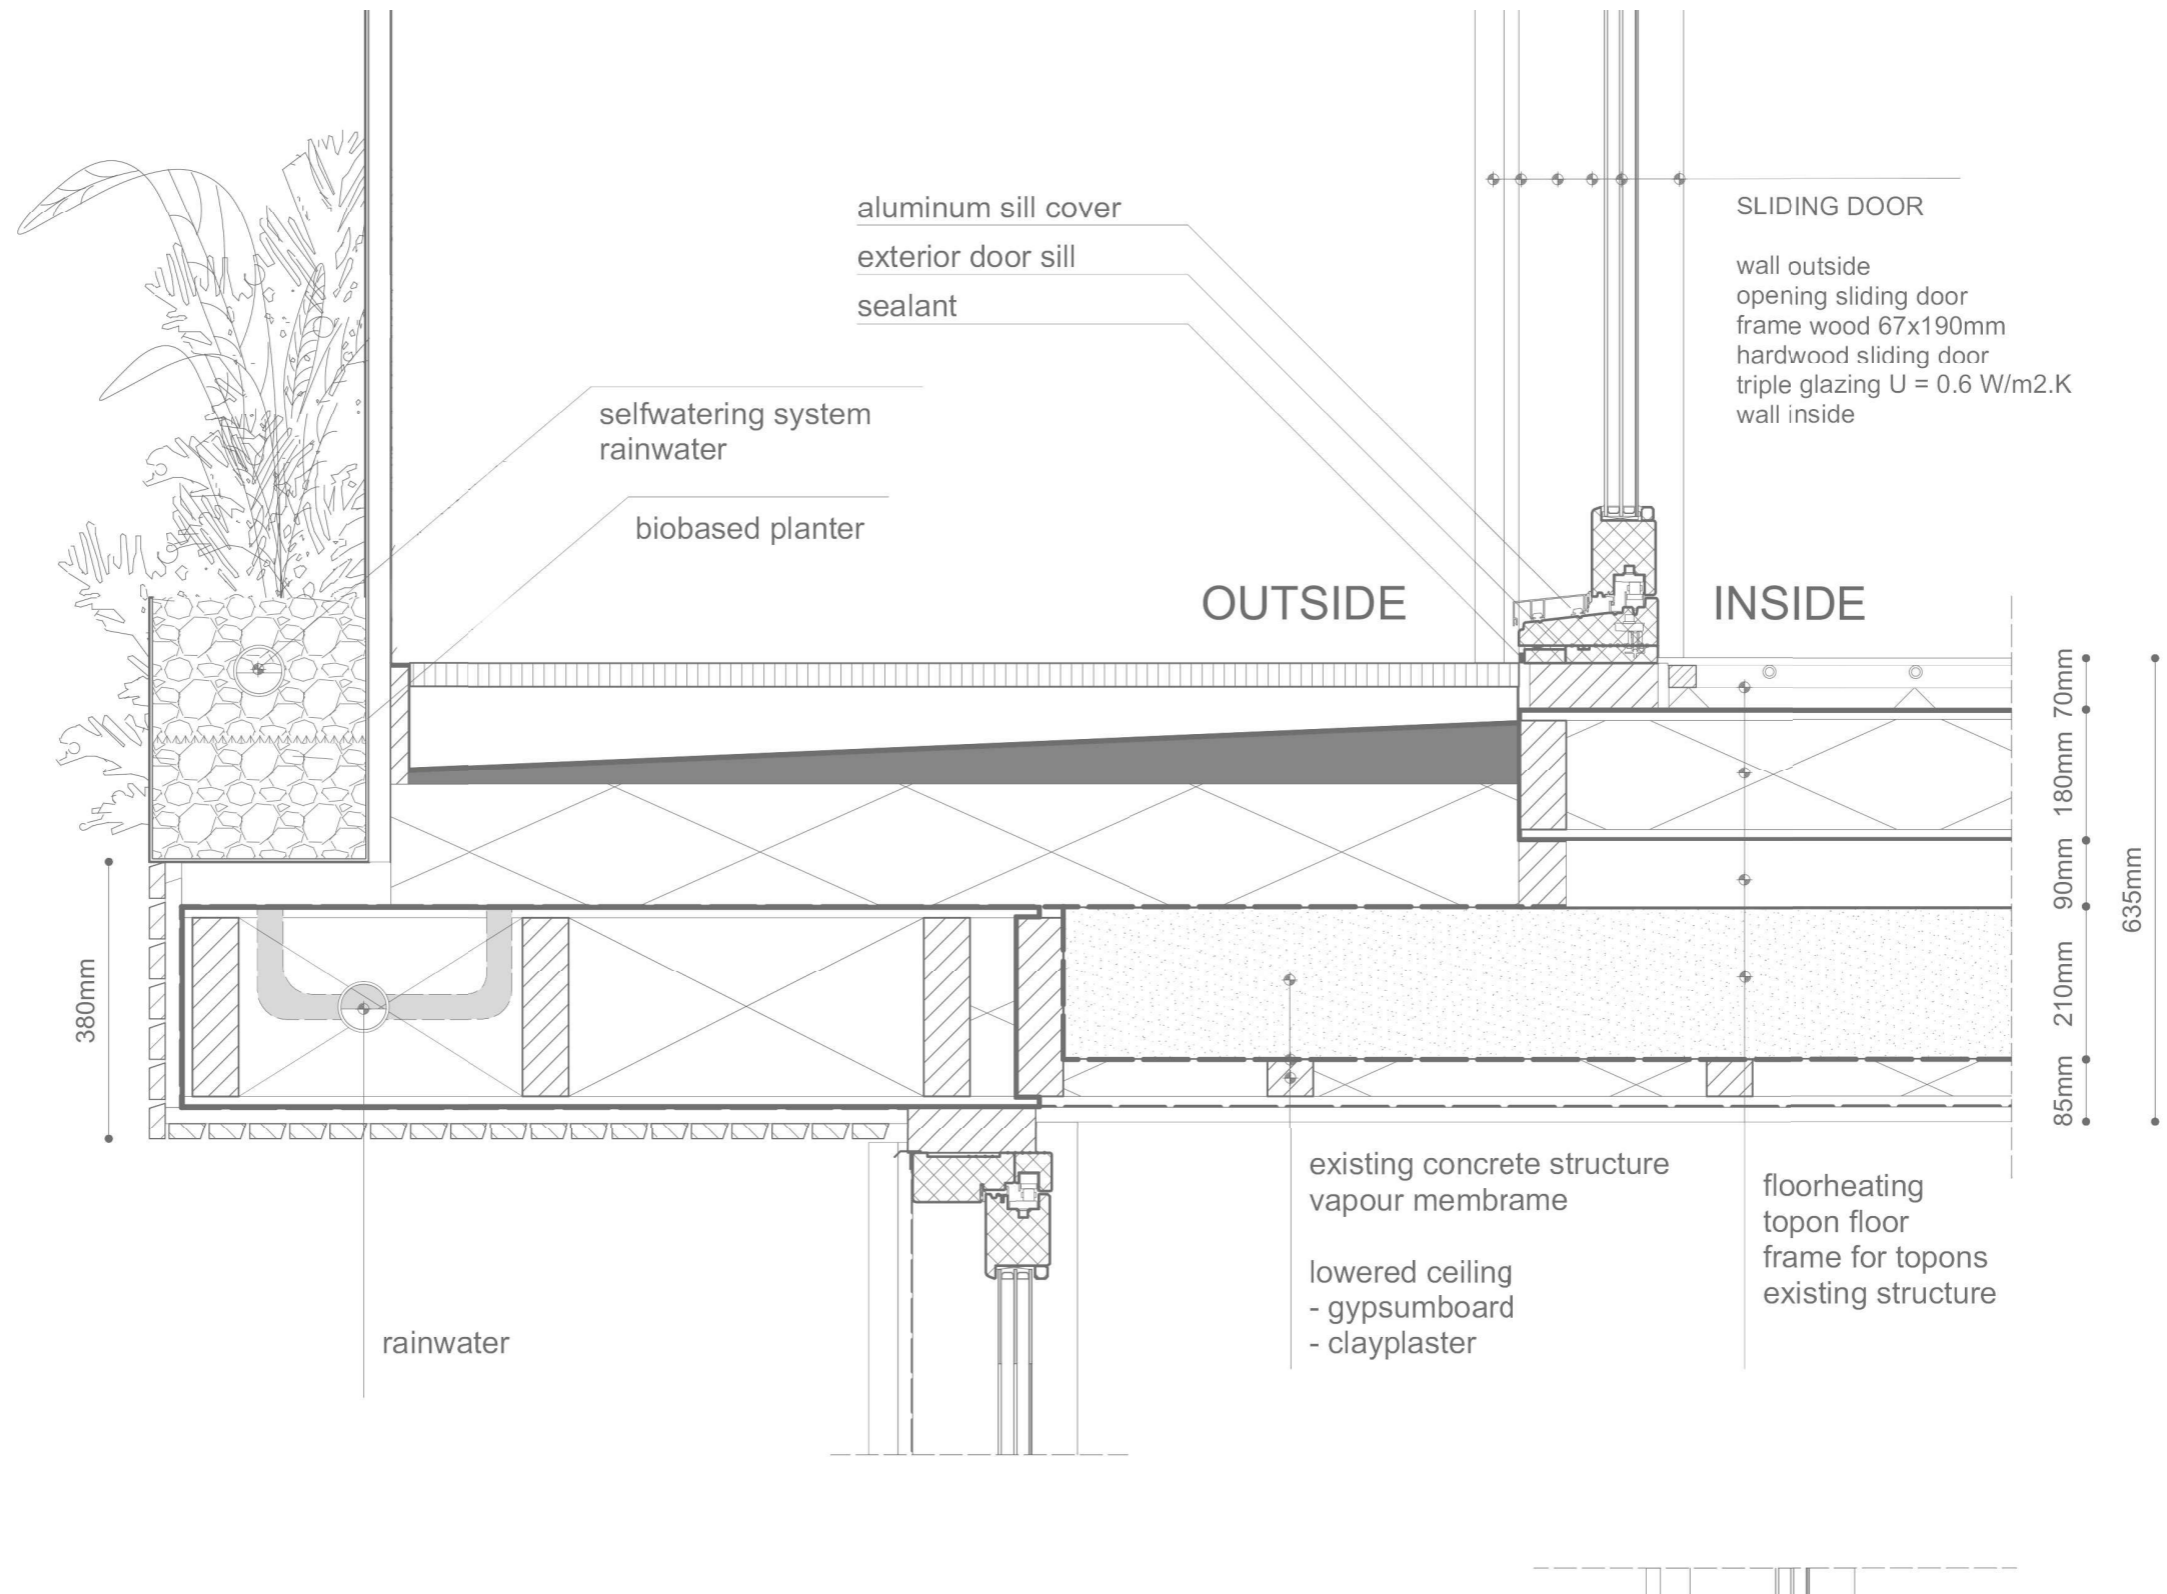 aluminum sill cover
exterior door sill
sealant
SLIDING DOOR
wall outside
opening sliding door
frame wood 67x190mm
hardwood sliding door
triple glazing U = 0.6 W/m2.K
wall inside
selfwatering system
rainwater
biobased planter
OUTSIDE
INSIDE
70mm
180mm
90mm
210mm
85mm
635mm
380mm
existing concrete structure
vapour membrame
lowered ceiling
- gypsumboard
- clayplaster
floorheating
topon floor
frame for topons
existing structure
rainwater